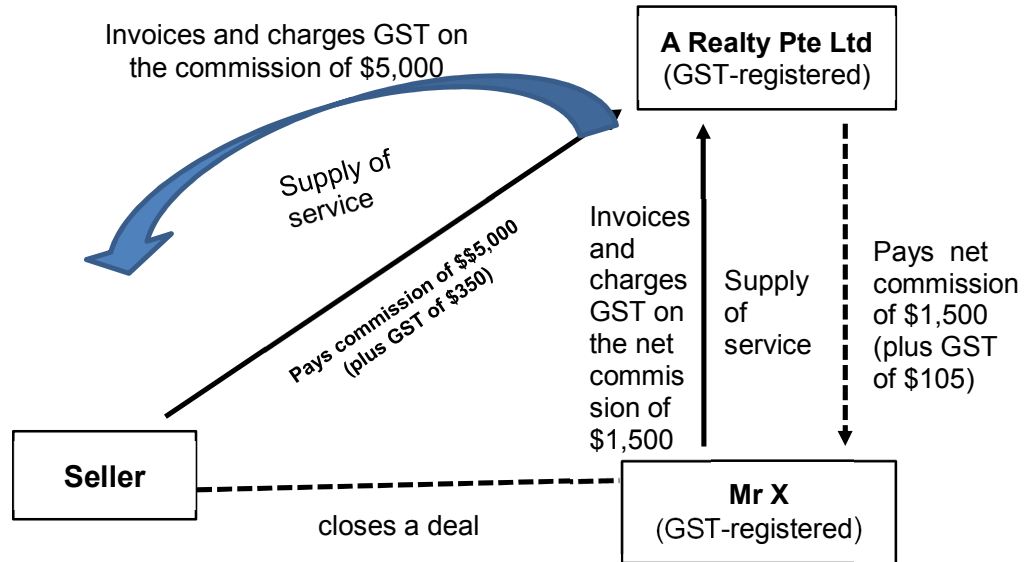 Invoices and charges GST on
the commission of $5,000
A Realty Pte Ltd
(GST-registered)
Supply of
service
Pays commission of $$5,000
(plus GST of $350)
Invoices
and
charges
GST on
the net
commis
sion of
$1,500
Supply
of
service
Pays net
commission
of $1,500
(plus GST
of $105)
Seller
closes a deal
Mr X
(GST-registered)